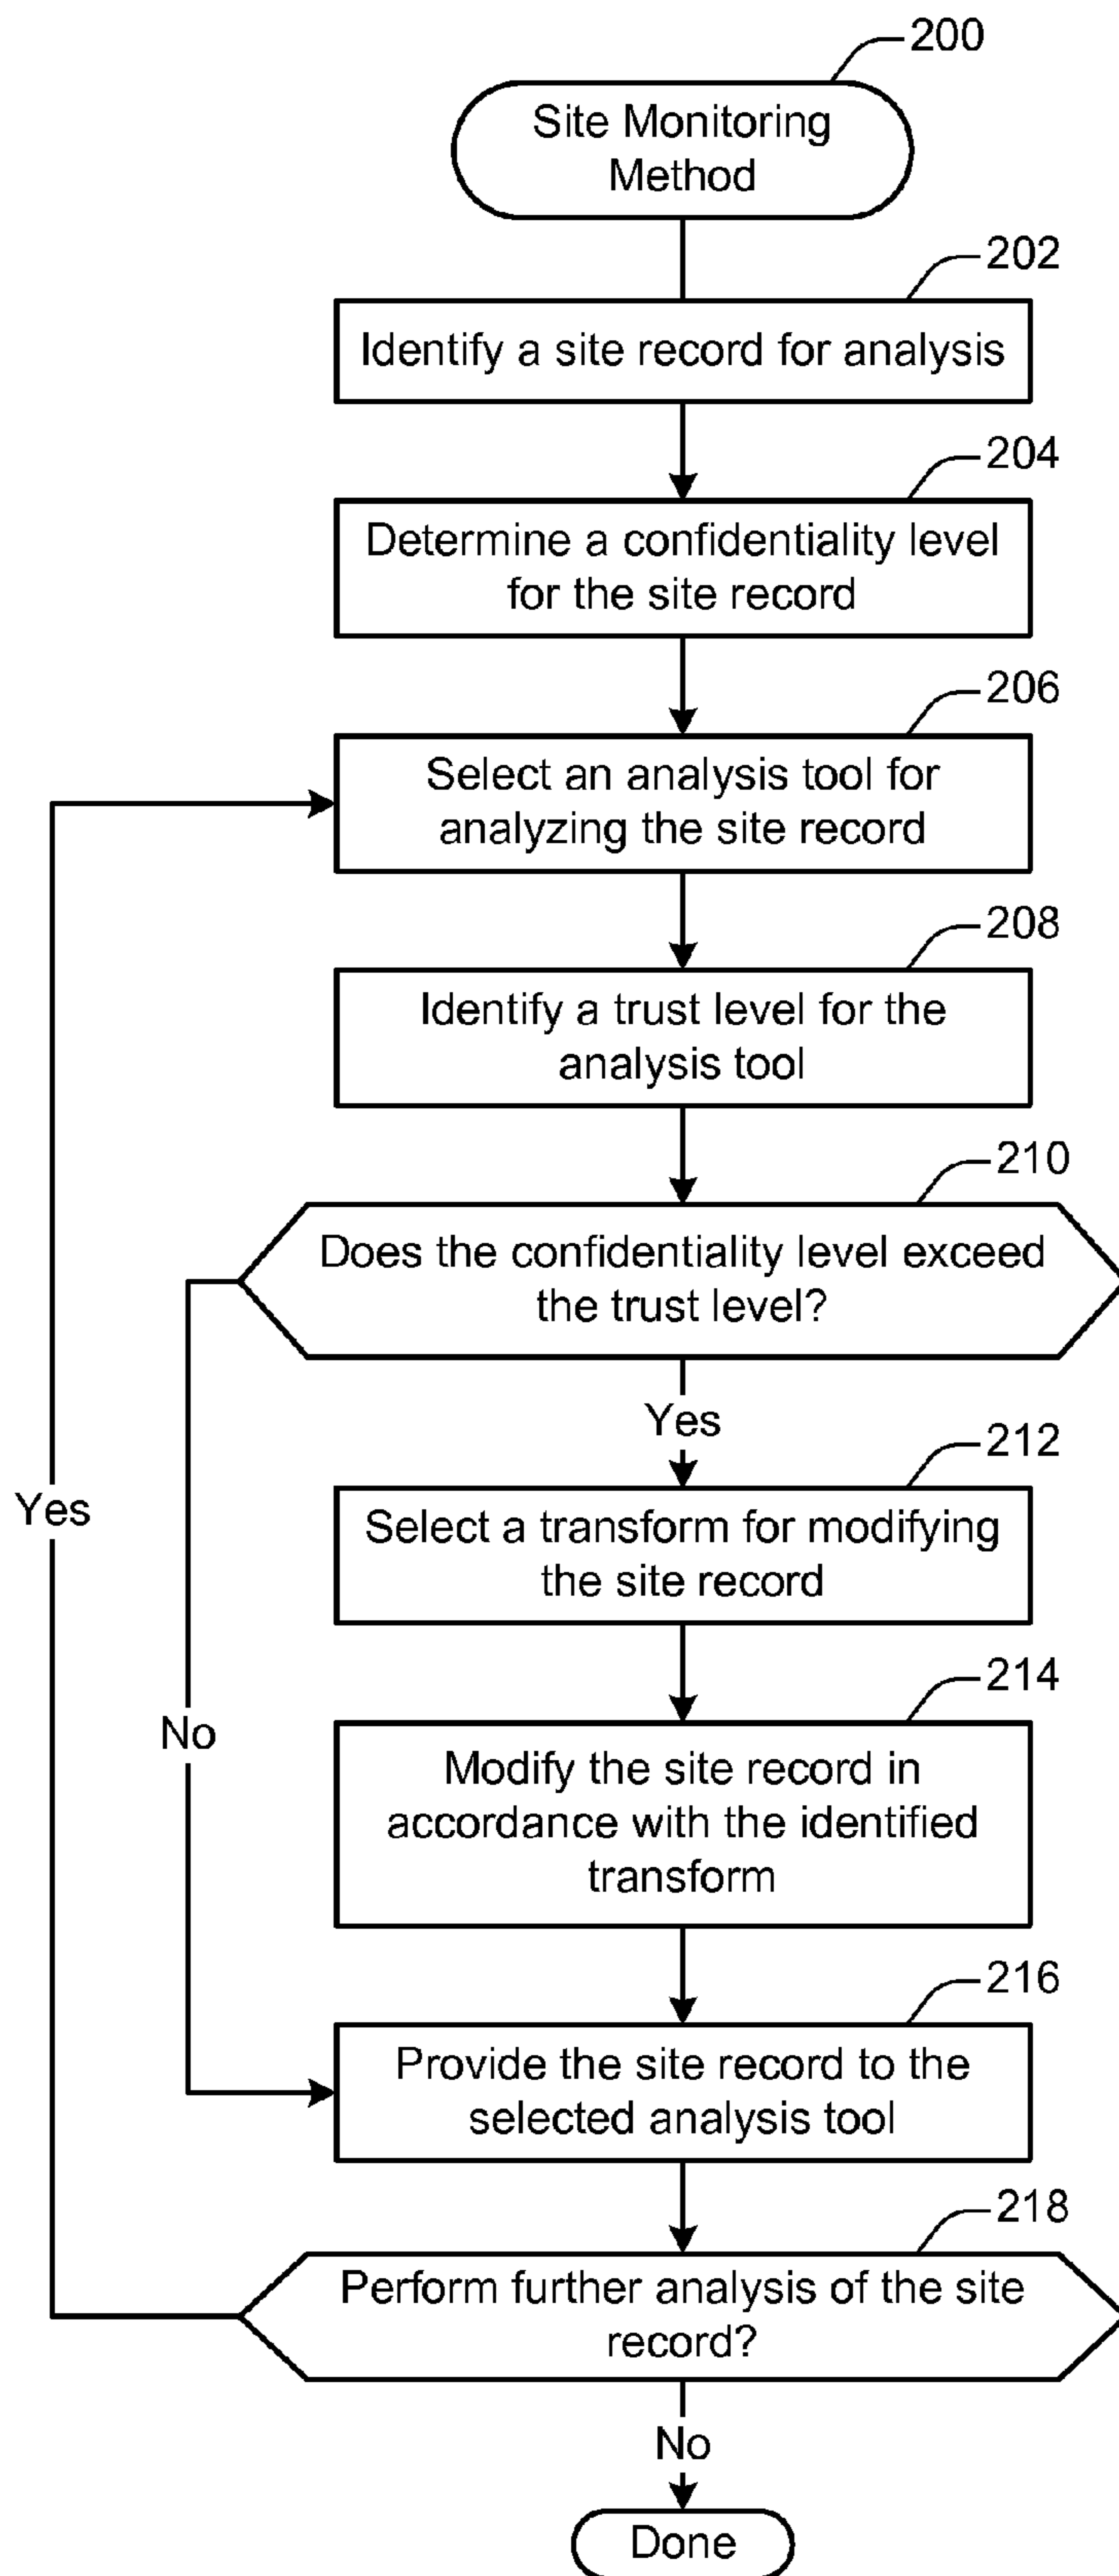 200
Site Monitoring
Method
202
Identify a site record for analysis
204
Determine a confidentiality level
for the site record
206
Select an analysis tool for
analyzing the site record
208
Identify a trust level for the
analysis tool
210
Does the confidentiality level exceed
the trust level?
Yes
212
Select a transform for modifying
the site record
Yes
214
No
Modify the site record in
accordance with the identified
transform
216
Provide the site record to the
selected analysis tool
218
Perform further analysis of the site
record?
No
Done